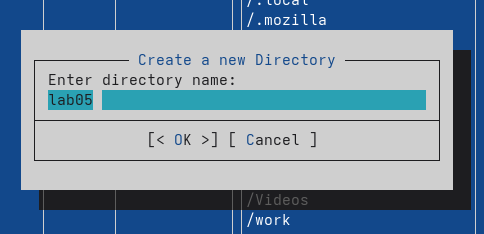 /.local
/.mozilla
Create a new Directory
Enter directory name:
lab05
[< OK >] [ Cancel ]
/Videos
/work